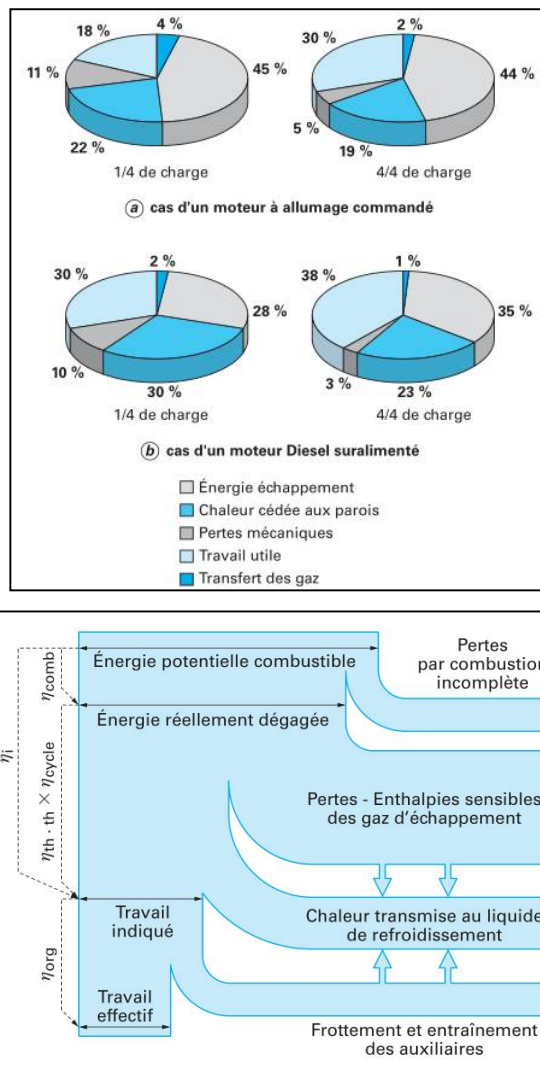 4 %
18 %
11 %
45 %
22 %
1/4 de charge
2 %
30 %
44 %
5 %
19 %
4/4 de charge
a cas d'un moteur à allumage commandé
2 %
30 %
28 %
10 %
30 %
1/4 de charge
1 %
38 %
35 %
3 %
23 %
4/4 de charge
b cas d'un moteur Diesel suralimenté
Énergie échappement
Chaleur cédée aux parois
Pertes mécaniques
Travail utile
Transfert des gaz
Énergie potentielle combustible
Pertes
par combustion
incomplète
ηcomb
Énergie réellement dégagée
ηi
ηth · th × ηcycle
Pertes - Enthalpies sensibles
des gaz d'échappement
Travail
indiqué
Chaleur transmise au liquide
de refroidissement
ηorg
Travail
effectif
Frottement et entraînement
des auxiliaires